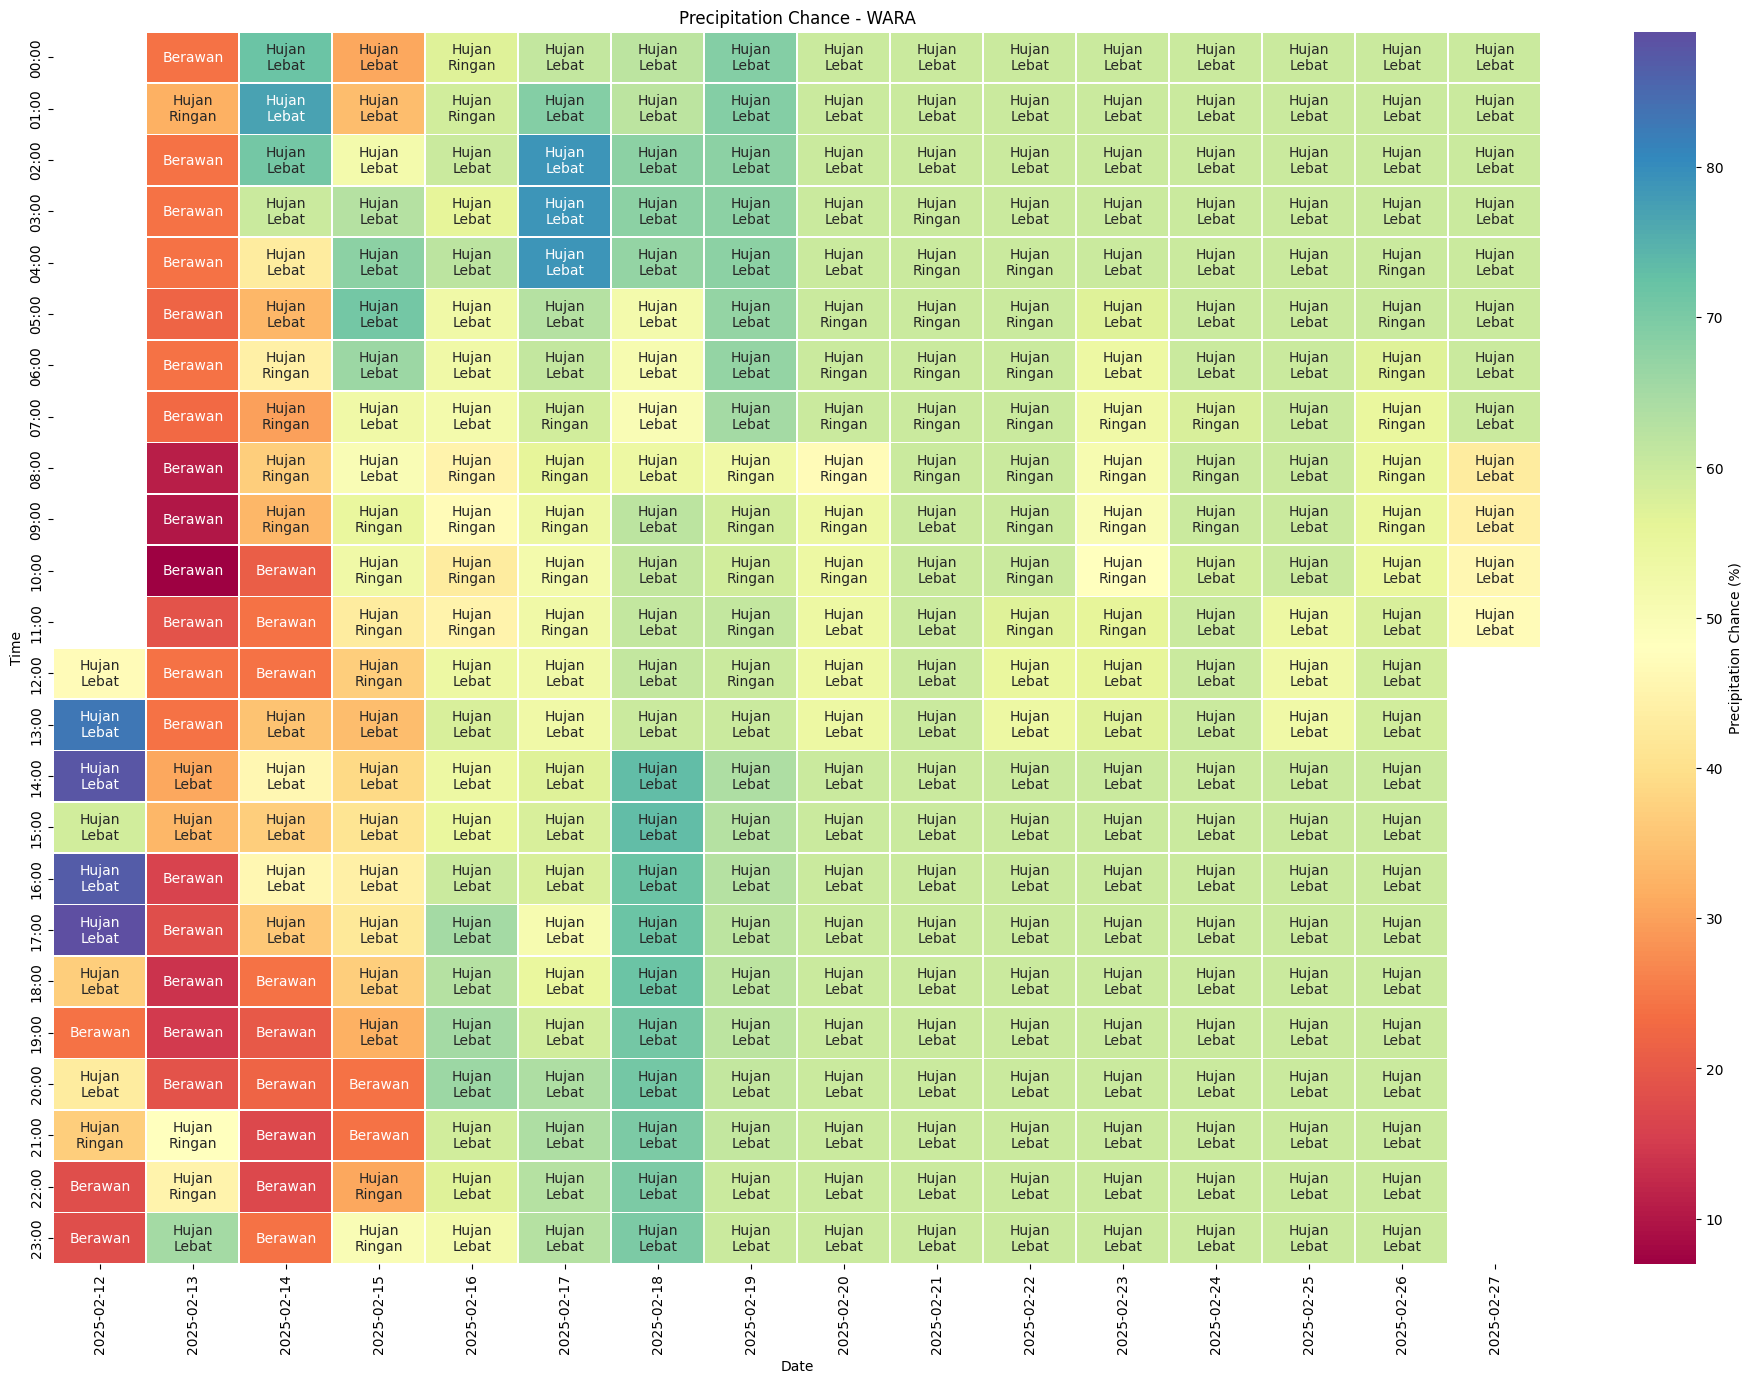 Precipitation Chance - WARA
00:00 Berawan Hujan Lebat Hujan Lebat Hujan Ringan Hujan Lebat Hujan Lebat Hujan Lebat Hujan Lebat Hujan Lebat Hujan Lebat Hujan Lebat Hujan Lebat Hujan Lebat Hujan Lebat Hujan Lebat
01:00 Hujan Ringan Hujan Lebat Hujan Lebat Hujan Ringan Hujan Lebat Hujan Lebat Hujan Lebat Hujan Lebat Hujan Lebat Hujan Lebat Hujan Lebat Hujan Lebat Hujan Lebat Hujan Lebat Hujan Lebat
02:00 Berawan Hujan Lebat Hujan Lebat Hujan Lebat Hujan Lebat Hujan Lebat Hujan Lebat Hujan Lebat Hujan Lebat Hujan Lebat Hujan Lebat Hujan Lebat Hujan Lebat Hujan Lebat Hujan Lebat
03:00 Berawan Hujan Lebat Hujan Lebat Hujan Lebat Hujan Lebat Hujan Lebat Hujan Lebat Hujan Lebat Hujan Ringan Hujan Lebat Hujan Lebat Hujan Lebat Hujan Lebat Hujan Lebat Hujan Lebat
04:00 Berawan Hujan Lebat Hujan Lebat Hujan Lebat Hujan Lebat Hujan Lebat Hujan Lebat Hujan Lebat Hujan Ringan Hujan Ringan Hujan Lebat Hujan Lebat Hujan Lebat Hujan Ringan Hujan Lebat
05:00 Berawan Hujan Lebat Hujan Lebat Hujan Lebat Hujan Lebat Hujan Lebat Hujan Lebat Hujan Ringan Hujan Ringan Hujan Ringan Hujan Lebat Hujan Lebat Hujan Lebat Hujan Ringan Hujan Lebat
06:00 Berawan Hujan Ringan Hujan Lebat Hujan Lebat Hujan Lebat Hujan Lebat Hujan Lebat Hujan Ringan Hujan Ringan Hujan Ringan Hujan Lebat Hujan Lebat Hujan Lebat Hujan Ringan Hujan Lebat
07:00 Berawan Hujan Ringan Hujan Lebat Hujan Lebat Hujan Ringan Hujan Lebat Hujan Lebat Hujan Ringan Hujan Ringan Hujan Ringan Hujan Ringan Hujan Ringan Hujan Lebat Hujan Ringan Hujan Lebat
08:00 Berawan Hujan Ringan Hujan Lebat Hujan Ringan Hujan Ringan Hujan Lebat Hujan Ringan Hujan Ringan Hujan Ringan Hujan Ringan Hujan Ringan Hujan Ringan Hujan Lebat Hujan Ringan Hujan Lebat
09:00 Berawan Hujan Ringan Hujan Ringan Hujan Ringan Hujan Ringan Hujan Lebat Hujan Ringan Hujan Ringan Hujan Lebat Hujan Ringan Hujan Ringan Hujan Ringan Hujan Lebat Hujan Ringan Hujan Lebat
10:00 Berawan Berawan Hujan Ringan Hujan Ringan Hujan Ringan Hujan Lebat Hujan Ringan Hujan Ringan Hujan Lebat Hujan Ringan Hujan Ringan Hujan Lebat Hujan Lebat Hujan Lebat Hujan Lebat
11:00 Berawan Berawan Hujan Ringan Hujan Ringan Hujan Ringan Hujan Lebat Hujan Ringan Hujan Lebat Hujan Lebat Hujan Ringan Hujan Ringan Hujan Lebat Hujan Lebat Hujan Lebat Hujan Lebat
12:00 Hujan Lebat Berawan Berawan Hujan Ringan Hujan Lebat Hujan Lebat Hujan Lebat Hujan Ringan Hujan Lebat Hujan Lebat Hujan Lebat Hujan Lebat Hujan Lebat Hujan Lebat Hujan Lebat
13:00 Hujan Lebat Berawan Hujan Lebat Hujan Lebat Hujan Lebat Hujan Lebat Hujan Lebat Hujan Lebat Hujan Lebat Hujan Lebat Hujan Lebat Hujan Lebat Hujan Lebat Hujan Lebat Hujan Lebat
14:00 Hujan Lebat Hujan Lebat Hujan Lebat Hujan Lebat Hujan Lebat Hujan Lebat Hujan Lebat Hujan Lebat Hujan Lebat Hujan Lebat Hujan Lebat Hujan Lebat Hujan Lebat Hujan Lebat Hujan Lebat
15:00 Hujan Lebat Hujan Lebat Hujan Lebat Hujan Lebat Hujan Lebat Hujan Lebat Hujan Lebat Hujan Lebat Hujan Lebat Hujan Lebat Hujan Lebat Hujan Lebat Hujan Lebat Hujan Lebat Hujan Lebat
16:00 Hujan Lebat Berawan Hujan Lebat Hujan Lebat Hujan Lebat Hujan Lebat Hujan Lebat Hujan Lebat Hujan Lebat Hujan Lebat Hujan Lebat Hujan Lebat Hujan Lebat Hujan Lebat Hujan Lebat
17:00 Hujan Lebat Berawan Hujan Lebat Hujan Lebat Hujan Lebat Hujan Lebat Hujan Lebat Hujan Lebat Hujan Lebat Hujan Lebat Hujan Lebat Hujan Lebat Hujan Lebat Hujan Lebat Hujan Lebat
18:00 Hujan Lebat Berawan Berawan Hujan Lebat Hujan Lebat Hujan Lebat Hujan Lebat Hujan Lebat Hujan Lebat Hujan Lebat Hujan Lebat Hujan Lebat Hujan Lebat Hujan Lebat Hujan Lebat
19:00 Berawan Berawan Berawan Hujan Lebat Hujan Lebat Hujan Lebat Hujan Lebat Hujan Lebat Hujan Lebat Hujan Lebat Hujan Lebat Hujan Lebat Hujan Lebat Hujan Lebat Hujan Lebat
20:00 Hujan Lebat Berawan Berawan Berawan Hujan Lebat Hujan Lebat Hujan Lebat Hujan Lebat Hujan Lebat Hujan Lebat Hujan Lebat Hujan Lebat Hujan Lebat Hujan Lebat Hujan Lebat
21:00 Hujan Ringan Hujan Ringan Berawan Berawan Hujan Lebat Hujan Lebat Hujan Lebat Hujan Lebat Hujan Lebat Hujan Lebat Hujan Lebat Hujan Lebat Hujan Lebat Hujan Lebat Hujan Lebat
22:00 Berawan Hujan Ringan Berawan Hujan Ringan Hujan Lebat Hujan Lebat Hujan Lebat Hujan Lebat Hujan Lebat Hujan Lebat Hujan Lebat Hujan Lebat Hujan Lebat Hujan Lebat Hujan Lebat
23:00 Berawan Hujan Lebat Berawan Hujan Ringan Hujan Lebat Hujan Lebat Hujan Lebat Hujan Lebat Hujan Lebat Hujan Lebat Hujan Lebat Hujan Lebat Hujan Lebat Hujan Lebat Hujan Lebat
Time
2025-02-12 2025-02-13 2025-02-14 2025-02-15 2025-02-16 2025-02-17 2025-02-18 2025-02-19 2025-02-20 2025-02-21 2025-02-22 2025-02-23 2025-02-24 2025-02-25 2025-02-26 2025-02-27
Date
80
70
60
50
40
30
20
10
Precipitation Chance (%)